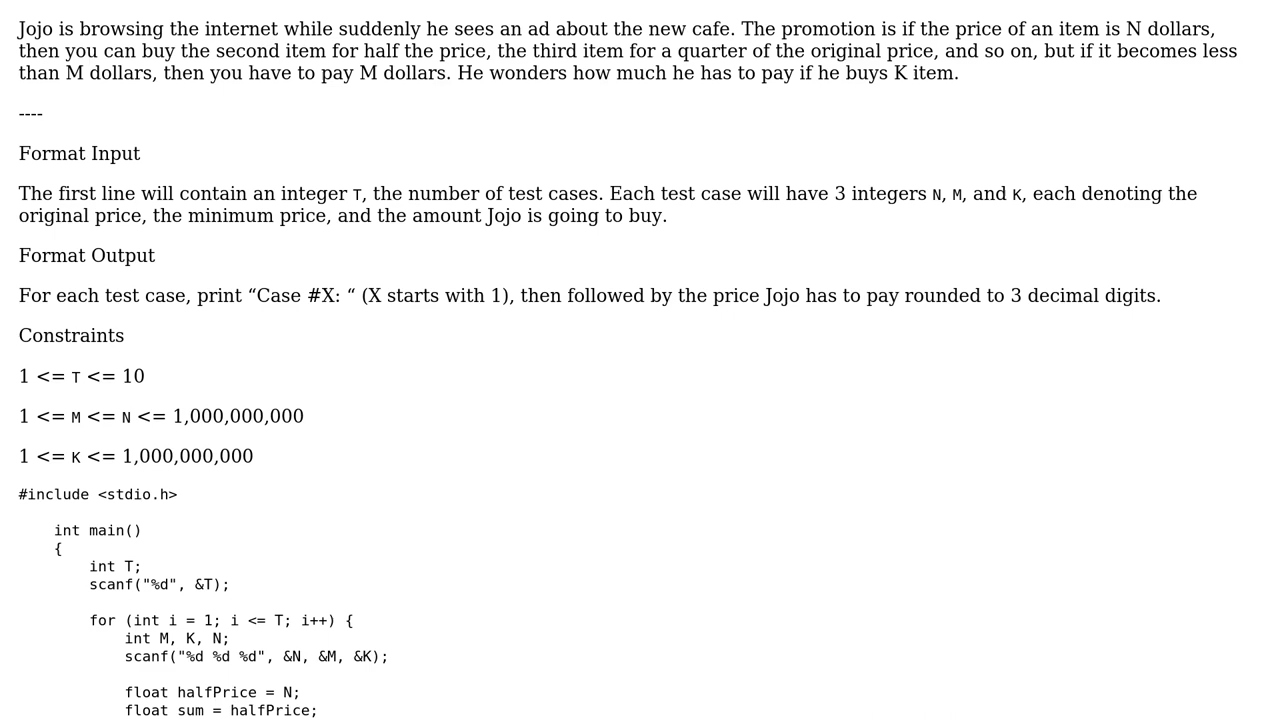 Jojo is browsing the internet while suddenly he sees an ad about the new cafe. The promotion is if the price of an item is N dollars,
then you can buy the second item for half the price, the third item for a quarter of the original price, and so on, but if it becomes less
than M dollars, then you have to pay M dollars. He wonders how much he has to pay if he buys K item.
----
Format Input
The first line will contain an integer T, the number of test cases. Each test case will have 3 integers N, M, and K, each denoting the
original price, the minimum price, and the amount Jojo is going to buy.
Format Output
For each test case, print “Case #X: “ (X starts with 1), then followed by the price Jojo has to pay rounded to 3 decimal digits.
Constraints
1 <= T <= 10
1 <= M <= N <= 1,000,000,000
1 <= K <= 1,000,000,000
#include <stdio.h>
    int main()
    {
        int T;
        scanf("%d", &T);
        for (int i = 1; i <= T; i++) {
            int M, K, N;
            scanf("%d %d %d", &N, &M, &K);
            float halfPrice = N;
            float sum = halfPrice;